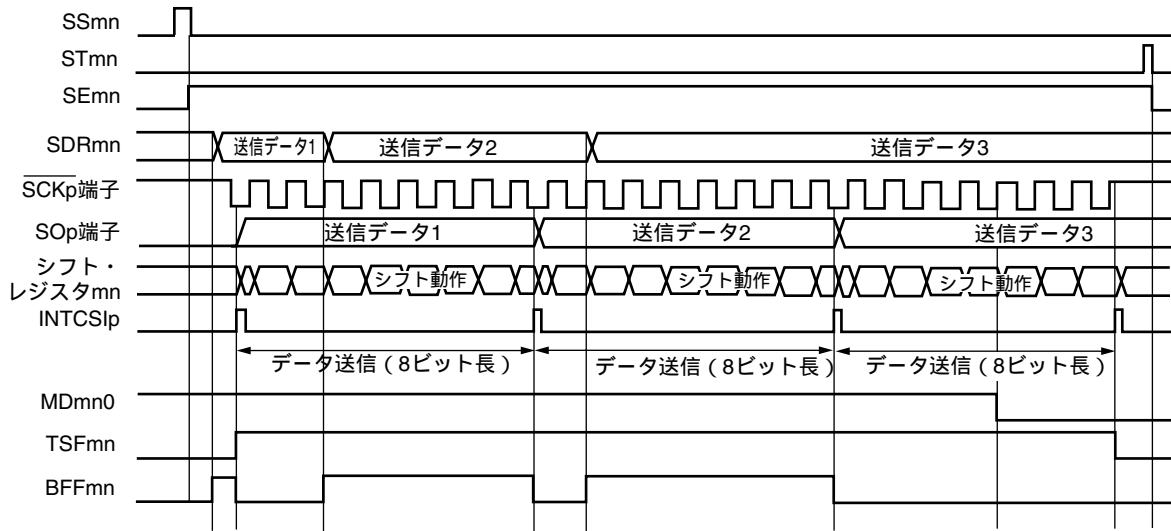 SSmn
STmn
SEmn
SDRmn 送信データ1 送信データ2 送信データ3
SCKp端子
SOp端子 送信データ1 送信データ2 送信データ3
シフト・
レジスタmn シフト動作 シフト動作 シフト動作
INTCSIp
データ送信(8ビット長) データ送信(8ビット長) データ送信(8ビット長)
MDmn0
TSFmn
BFFmn